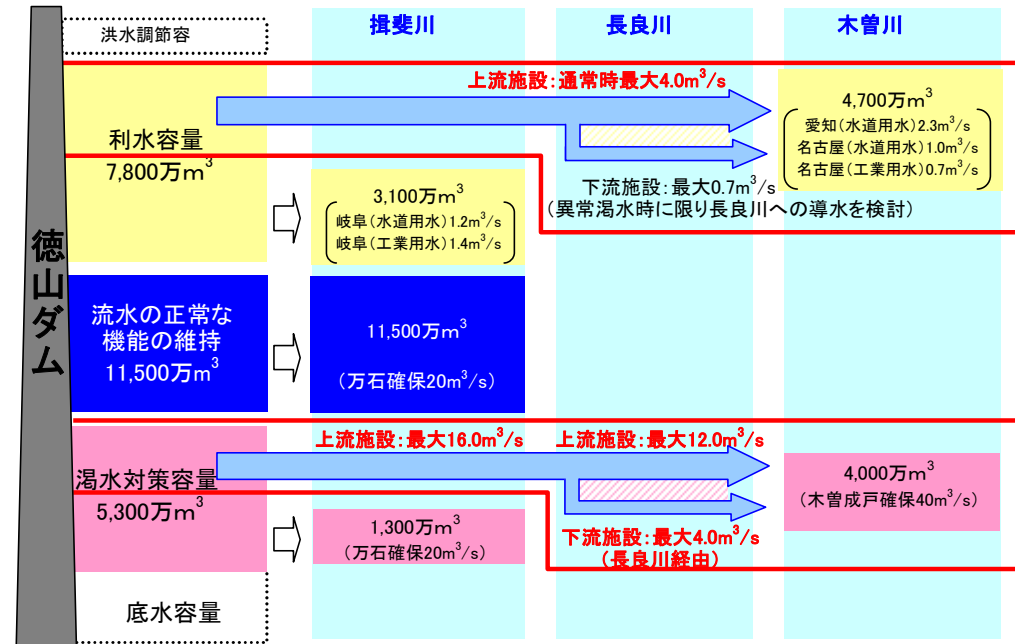 洪水調節容
揖斐川
長良川
木曽川
徳山ダム
上流施設：通常時最大4.0m³/s
利水容量
7,800万m³
4,700万m³
愛知（水道用水）2.3m³/s
名古屋（水道用水）1.0m³/s
名古屋（工業用水）0.7m³/s
下流施設：最大0.7m³/s
（異常渇水時に限り長良川への導水を検討）
3,100万m³
岐阜（水道用水）1.2m³/s
岐阜（工業用水）1.4m³/s
流水の正常な
機能の維持
11,500万m³
11,500万m³
（万石確保20m³/s）
上流施設：最大16.0m³/s
上流施設：最大12.0m³/s
渇水対策容量
5,300万m³
4,000万m³
（木曽成戸確保40m³/s）
1,300万m³
（万石確保20m³/s）
下流施設：最大4.0m³/s
（長良川経由）
底水容量